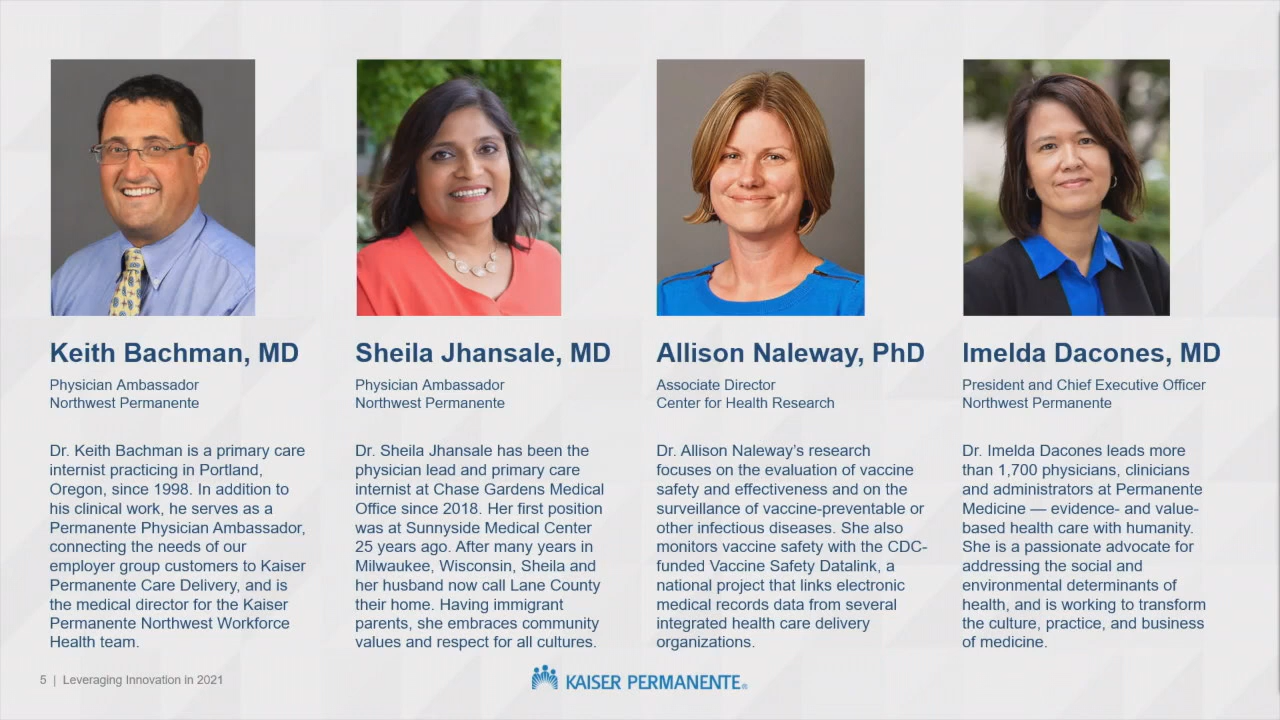 Keith Bachman, MD
Physician Ambassador
Northwest Permanente
Dr. Keith Bachman is a primary care
internist practicing in Portland,
Oregon, since 1998. In addition to
his clinical work, he serves as a
Permanente Physician Ambassador,
connecting the needs of our
employer group customers to Kaiser
Permanente Care Delivery, and is
the medical director for the Kaiser
Permanente Northwest Workforce
Health team.
Sheila Jhansale, MD
Physician Ambassador
Northwest Permanente
Dr. Sheila Jhansale has been the
physician lead and primary care
internist at Chase Gardens Medical
Office since 2018. Her first position
was at Sunnyside Medical Center
25 years ago. After many years in
Milwaukee, Wisconsin, Sheila and
her husband now call Lane County
their home. Having immigrant
parents, she embraces community
values and respect for all cultures.
Allison Naleway, PhD
Associate Director
Center for Health Research
Dr. Allison Naleway’s research
focuses on the evaluation of vaccine
safety and effectiveness and on the
surveillance of vaccine-preventable or
other infectious diseases. She also
monitors vaccine safety with the CDC-
funded Vaccine Safety Datalink, a
national project that links electronic
medical records data from several
integrated health care delivery
organizations.
Imelda Dacones, MD
President and Chief Executive Officer
Northwest Permanente
Dr. Imelda Dacones leads more
than 1,700 physicians, clinicians
and administrators at Permanente
Medicine — evidence- and value-
based health care with humanity.
She is a passionate advocate for
addressing the social and
environmental determinants of
health, and is working to transform
the culture, practice, and business
of medicine.
5 | Leveraging Innovation in 2021
KAISER PERMANENTE®